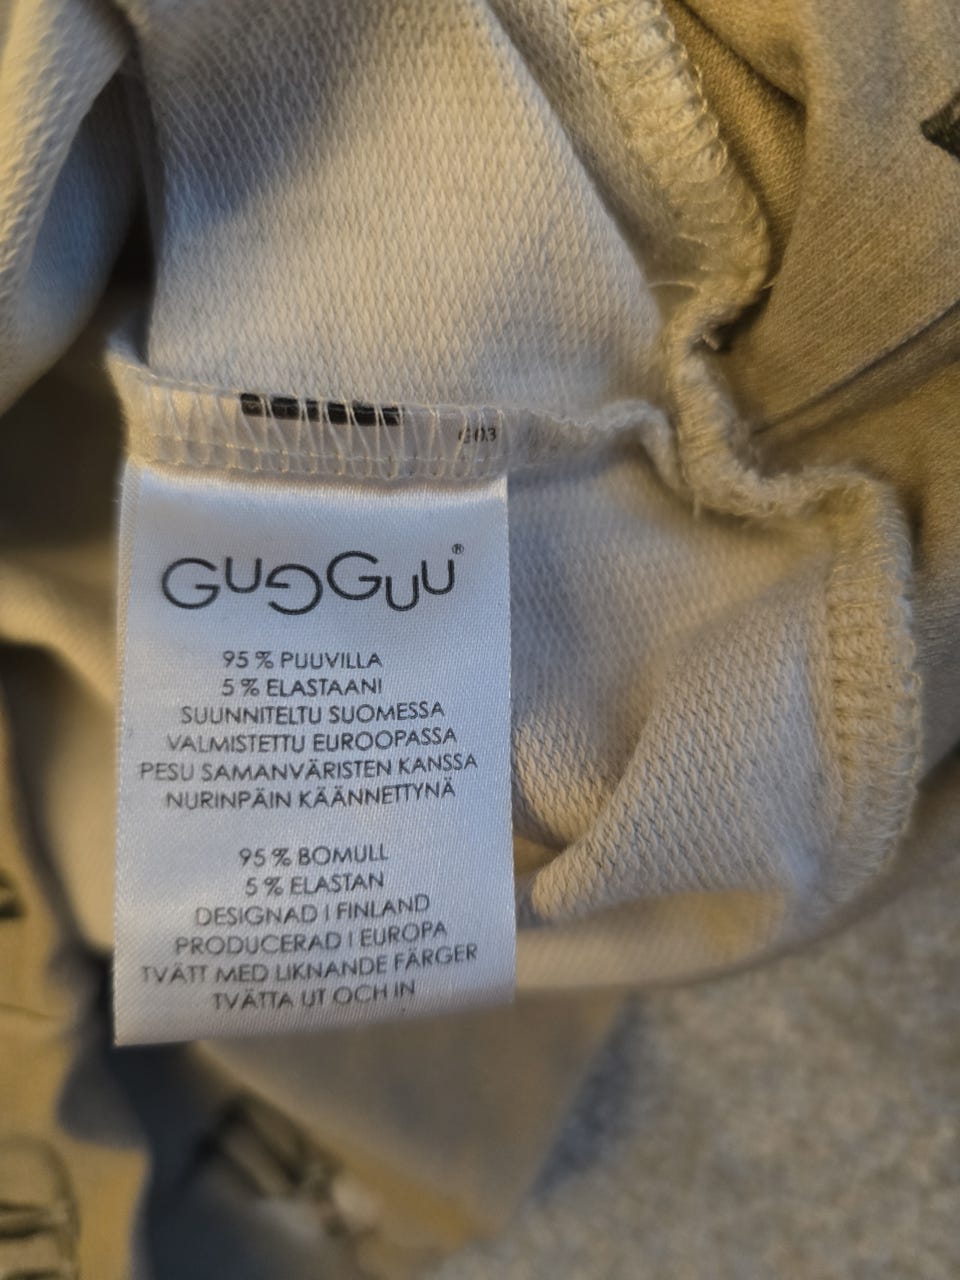 G03
GUGGUU®
95 % PUUVILLA
5 % ELASTAANI
SUUNNITELTU SUOMESSA
VALMISTETTU EUROOPASSA
PESU SAMANVÄRISTEN KANSSA
NURINPÄIN KÄÄNNETTYNÄ
95 % BOMULL
5 % ELASTAN
DESIGNAD I FINLAND
PRODUCERAD I EUROPA
TVÄTT MED LIKNANDE FÄRGER
TVÄTTA UT OCH IN